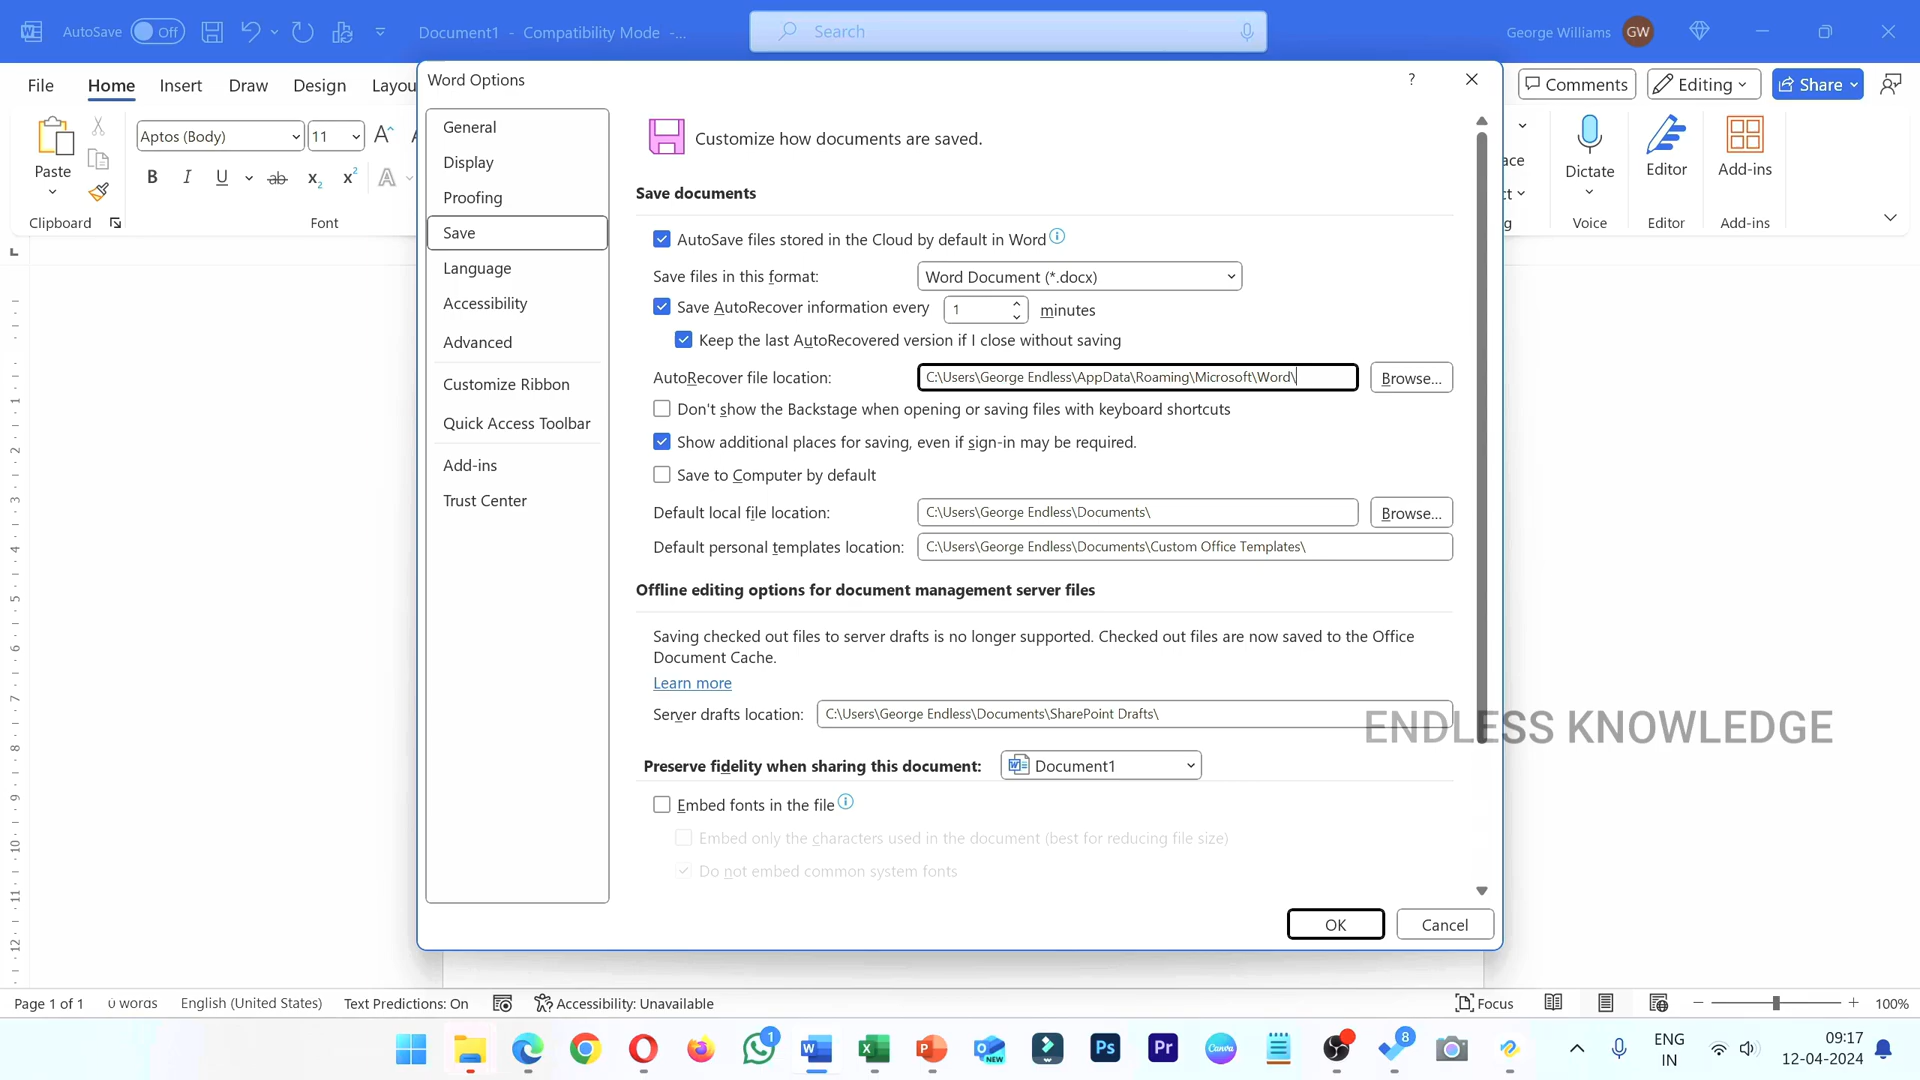 AutoSave Off Document1 - Compatibility Mode -... Search George Williams GW
Word Options ?
File Home Insert Draw Design Layou Comments Editing Share
General
Display
Proofing
Save
Language
Accessibility
Advanced
Customize Ribbon
Quick Access Toolbar
Add-ins
Trust Center
Paste
Clipboard
Aptos (Body) 11
B I U ab x₂ x² A
Font
Customize how documents are saved.
Save documents
AutoSave files stored in the Cloud by default in Word
Save files in this format: Word Document (*.docx)
Save AutoRecover information every 1 minutes
Keep the last AutoRecovered version if I close without saving
AutoRecover file location: C:\Users\George Endless\AppData\Roaming\Microsoft\Word\ Browse...
Don't show the Backstage when opening or saving files with keyboard shortcuts
Show additional places for saving, even if sign-in may be required.
Save to Computer by default
Default local file location: C:\Users\George Endless\Documents\ Browse...
Default personal templates location: C:\Users\George Endless\Documents\Custom Office Templates\
Offline editing options for document management server files
Saving checked out files to server drafts is no longer supported. Checked out files are now saved to the Office
Document Cache.
Learn more
Server drafts location: C:\Users\George Endless\Documents\SharePoint Drafts\
Preserve fidelity when sharing this document: Document1
Embed fonts in the file
Embed only the characters used in the document (best for reducing file size)
Do not embed common system fonts
OK Cancel
Dictate
Voice
Editor
Editor
Add-ins
Add-ins
ENDLESS KNOWLEDGE
Page 1 of 1 0 words English (United States) Text Predictions: On Accessibility: Unavailable Focus 100%
1 NEW Ps Pr Canva 8
ENG
IN
09:17
12-04-2024